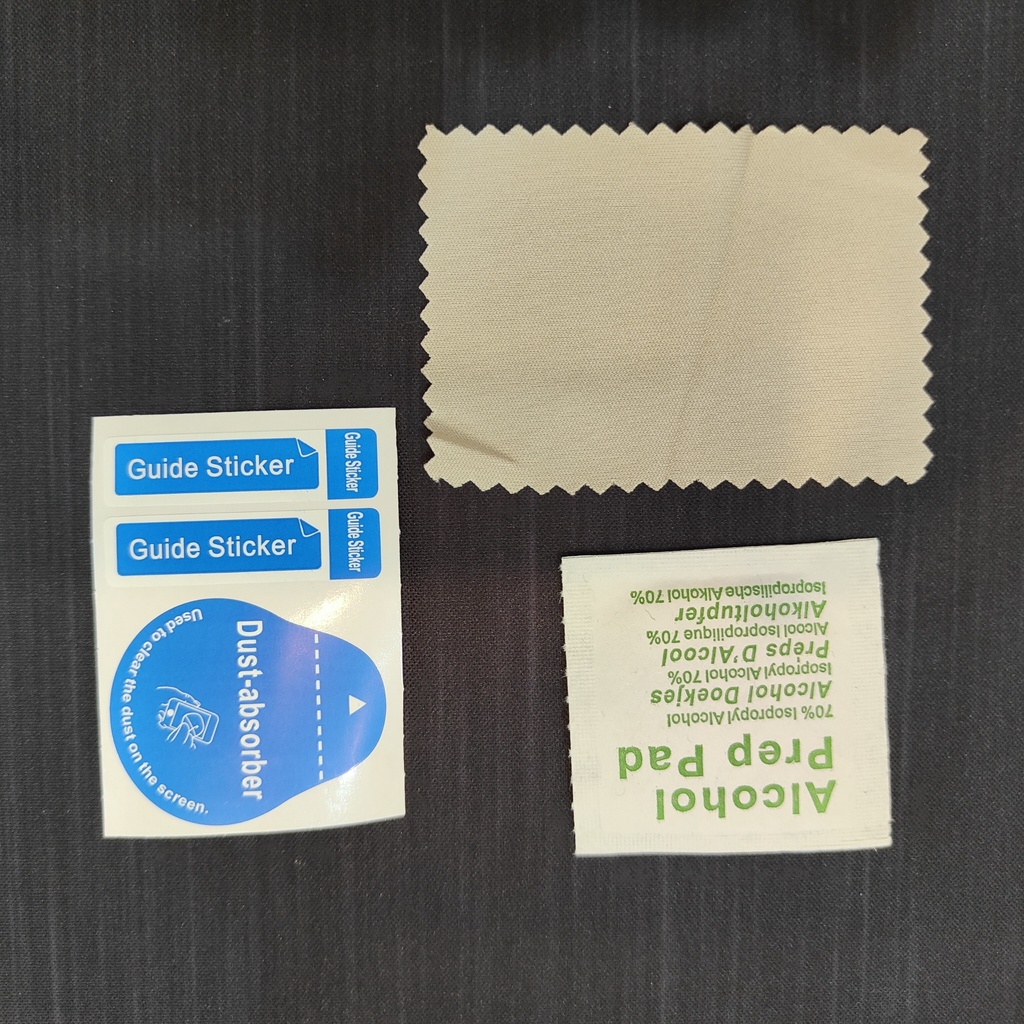 Guide Sticker
Guide Sticker
Guide Sticker
Guide Sticker
Dust-absorber
Used to clear the dust on the screen.
Alcohol
Prep Pad
70% Isopropyl Alcohol
Alcohol Doekjes
Isopropyl Alcohol 70%
Preps D'Alcool
Alcool Isopropilique 70%
Alkoholtupfer
Isopropilische Alkohol 70%